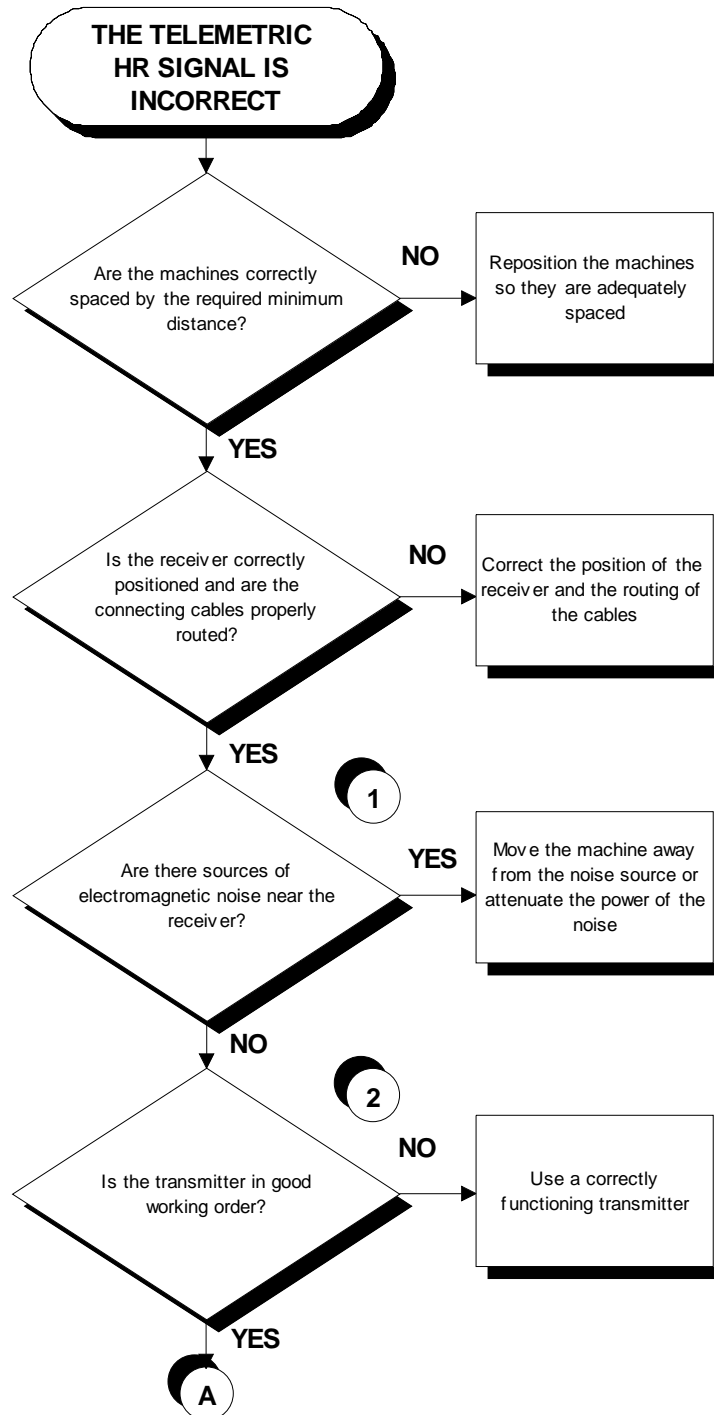 THE TELEMETRIC
HR SIGNAL IS
INCORRECT
Are the machines correctly
spaced by the required minimum
distance?
NO
Reposition the machines
so they are adequately
spaced
YES
Is the receiver correctly
positioned and are the
connecting cables properly
routed?
NO
Correct the position of the
receiver and the routing of
the cables
YES
1
Are there sources of
electromagnetic noise near the
receiver?
YES
Move the machine away
from the noise source or
attenuate the power of the
noise
NO
2
Is the transmitter in good
working order?
NO
Use a correctly
functioning transmitter
YES
A